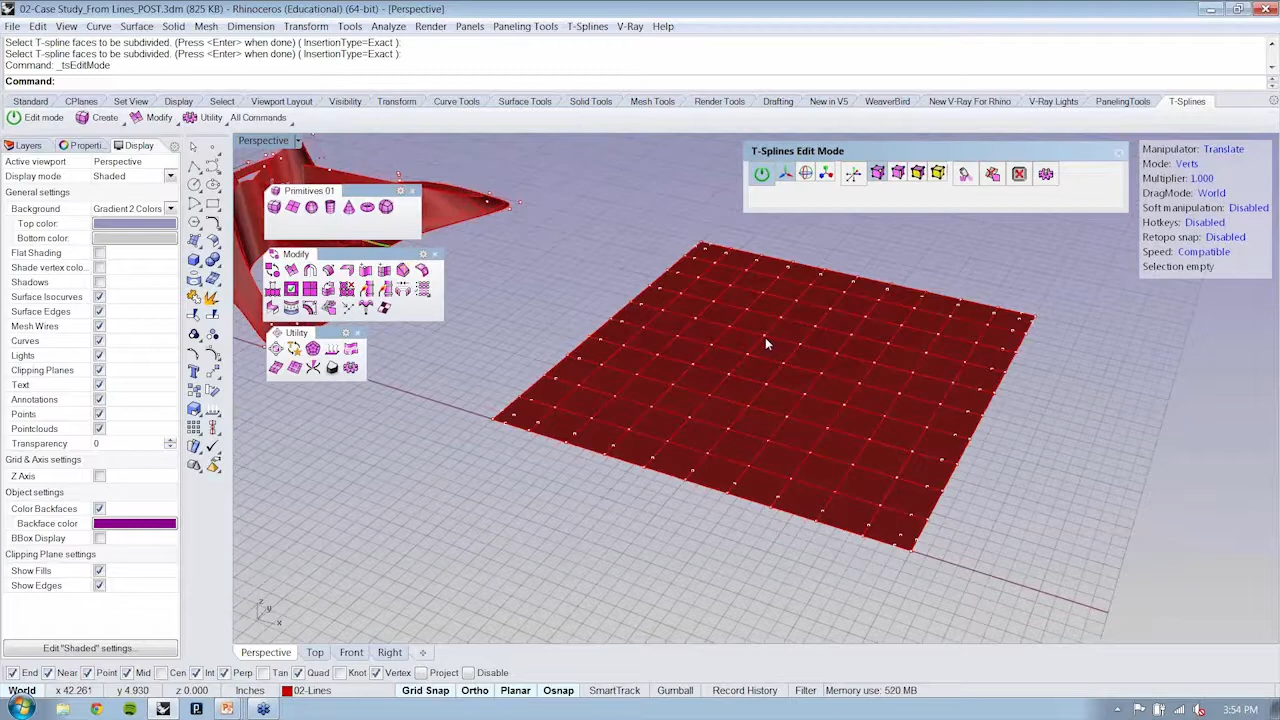 02-Case Study_From Lines_POST.3dm (825 KB) - Rhinoceros (Educational) (64-bit) - [Perspective]
File Edit View Curve Surface Solid Mesh Dimension Transform Tools Analyze Render Panels Paneling Tools T-Splines V-Ray Help
Select T-spline faces to be subdivided. (Press <Enter> when done) ( InsertionType=Exact ):
Select T-spline faces to be subdivided. (Press <Enter> when done) ( InsertionType=Exact ):
Command: _tsEditMode
Command:
Standard CPlanes Set View Display Select Viewport Layout Visibility Transform Curve Tools Surface Tools Solid Tools Mesh Tools Render Tools Drafting New in V5 WeaverBird New V-Ray For Rhino V-Ray Lights PanelingTools T-Splines
Edit mode Create Modify Utility All Commands
Layers Properti... Display
Active viewport Perspective
Display mode Shaded
General settings
Background Gradient 2 Colors
Top color:
Bottom color:
Flat Shading
Shade vertex colo
Shadows
Surface Isocurves
Surface Edges
Mesh Wires
Curves
Lights
Clipping Planes
Text
Annotations
Points
Pointclouds
Transparency 0
Grid & Axis settings
Z Axis
Object settings
Color Backfaces
Backface color
BBox Display
Clipping Plane settings
Show Fills
Show Edges
Edit "Shaded" settings...
Perspective
Primitives 01
Modify
Utility
T-Splines Edit Mode
Manipulator: Translate
Mode: Verts
Multiplier: 1.000
DragMode: World
Soft manipulation: Disabled
Hotkeys: Disabled
Retopo snap: Disabled
Speed: Compatible
Selection empty
z
y
x
Perspective Top Front Right
End Near Point Mid Cen Int Perp Tan Quad Knot Vertex Project Disable
World x 42.261 y 4.930 z 0.000 Inches 02-Lines Grid Snap Ortho Planar Osnap SmartTrack Gumball Record History Filter Memory use: 520 MB
3:54 PM